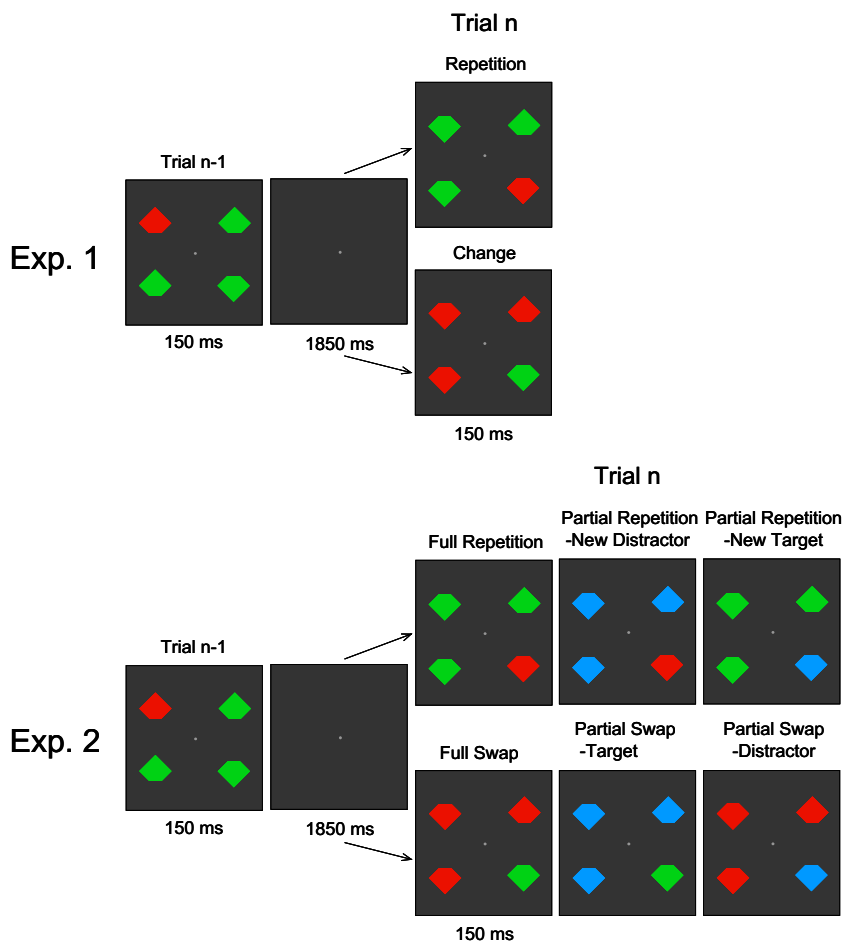 Trial n
Repetition
Trial n-1
Exp. 1
Change
150 ms
1850 ms
150 ms
Trial n
Full Repetition
Partial Repetition
-New Distractor
Partial Repetition
-New Target
Trial n-1
Exp. 2
Full Swap
Partial Swap
-Target
Partial Swap
-Distractor
150 ms
1850 ms
150 ms